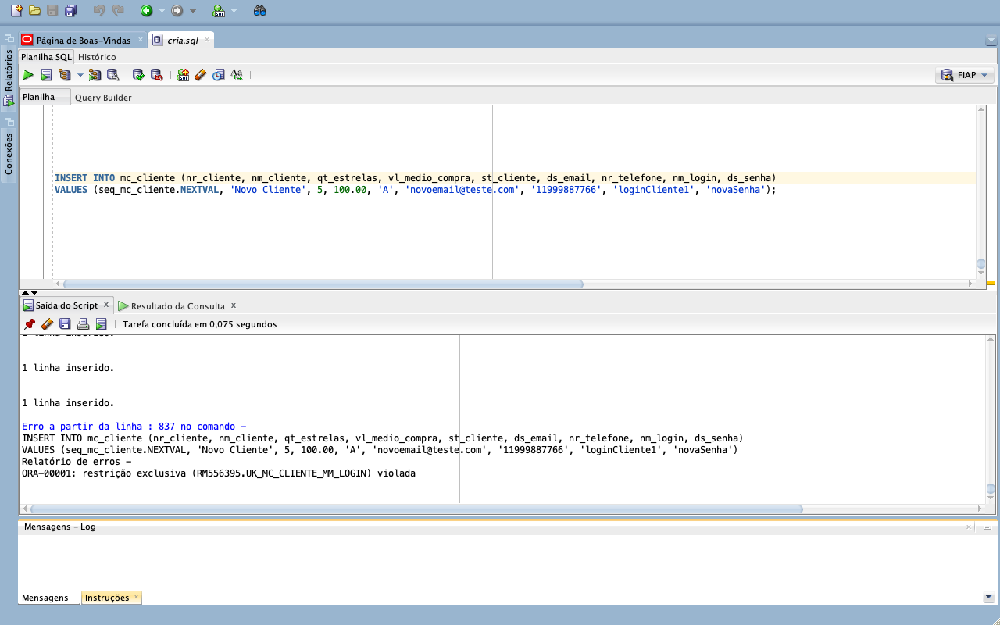 Página de Boas-Vindas
cria.sql
Relatórios
Conexões
Planilha SQL
Histórico
FIAP
Planilha
Query Builder
INSERT INTO mc_cliente (nr_cliente, nm_cliente, qt_estrelas, vl_medio_compra, st_cliente, ds_email, nr_telefone, nm_login, ds_senha)
VALUES (seq_mc_cliente.NEXTVAL, 'Novo Cliente', 5, 100.00, 'A', 'novoemail@teste.com', '11999887766', 'loginCliente1', 'novaSenha');
Saída do Script
Resultado da Consulta
Tarefa concluída em 0,075 segundos
1 linha inserido.
1 linha inserido.
1 linha inserido.
Erro a partir da linha : 837 no comando -
INSERT INTO mc_cliente (nr_cliente, nm_cliente, qt_estrelas, vl_medio_compra, st_cliente, ds_email, nr_telefone, nm_login, ds_senha)
VALUES (seq_mc_cliente.NEXTVAL, 'Novo Cliente', 5, 100.00, 'A', 'novoemail@teste.com', '11999887766', 'loginCliente1', 'novaSenha')
Relatório de erros -
ORA-00001: restrição exclusiva (RM556395.UK_MC_CLIENTE_MM_LOGIN) violada
Mensagens - Log
Mensagens
Instruções